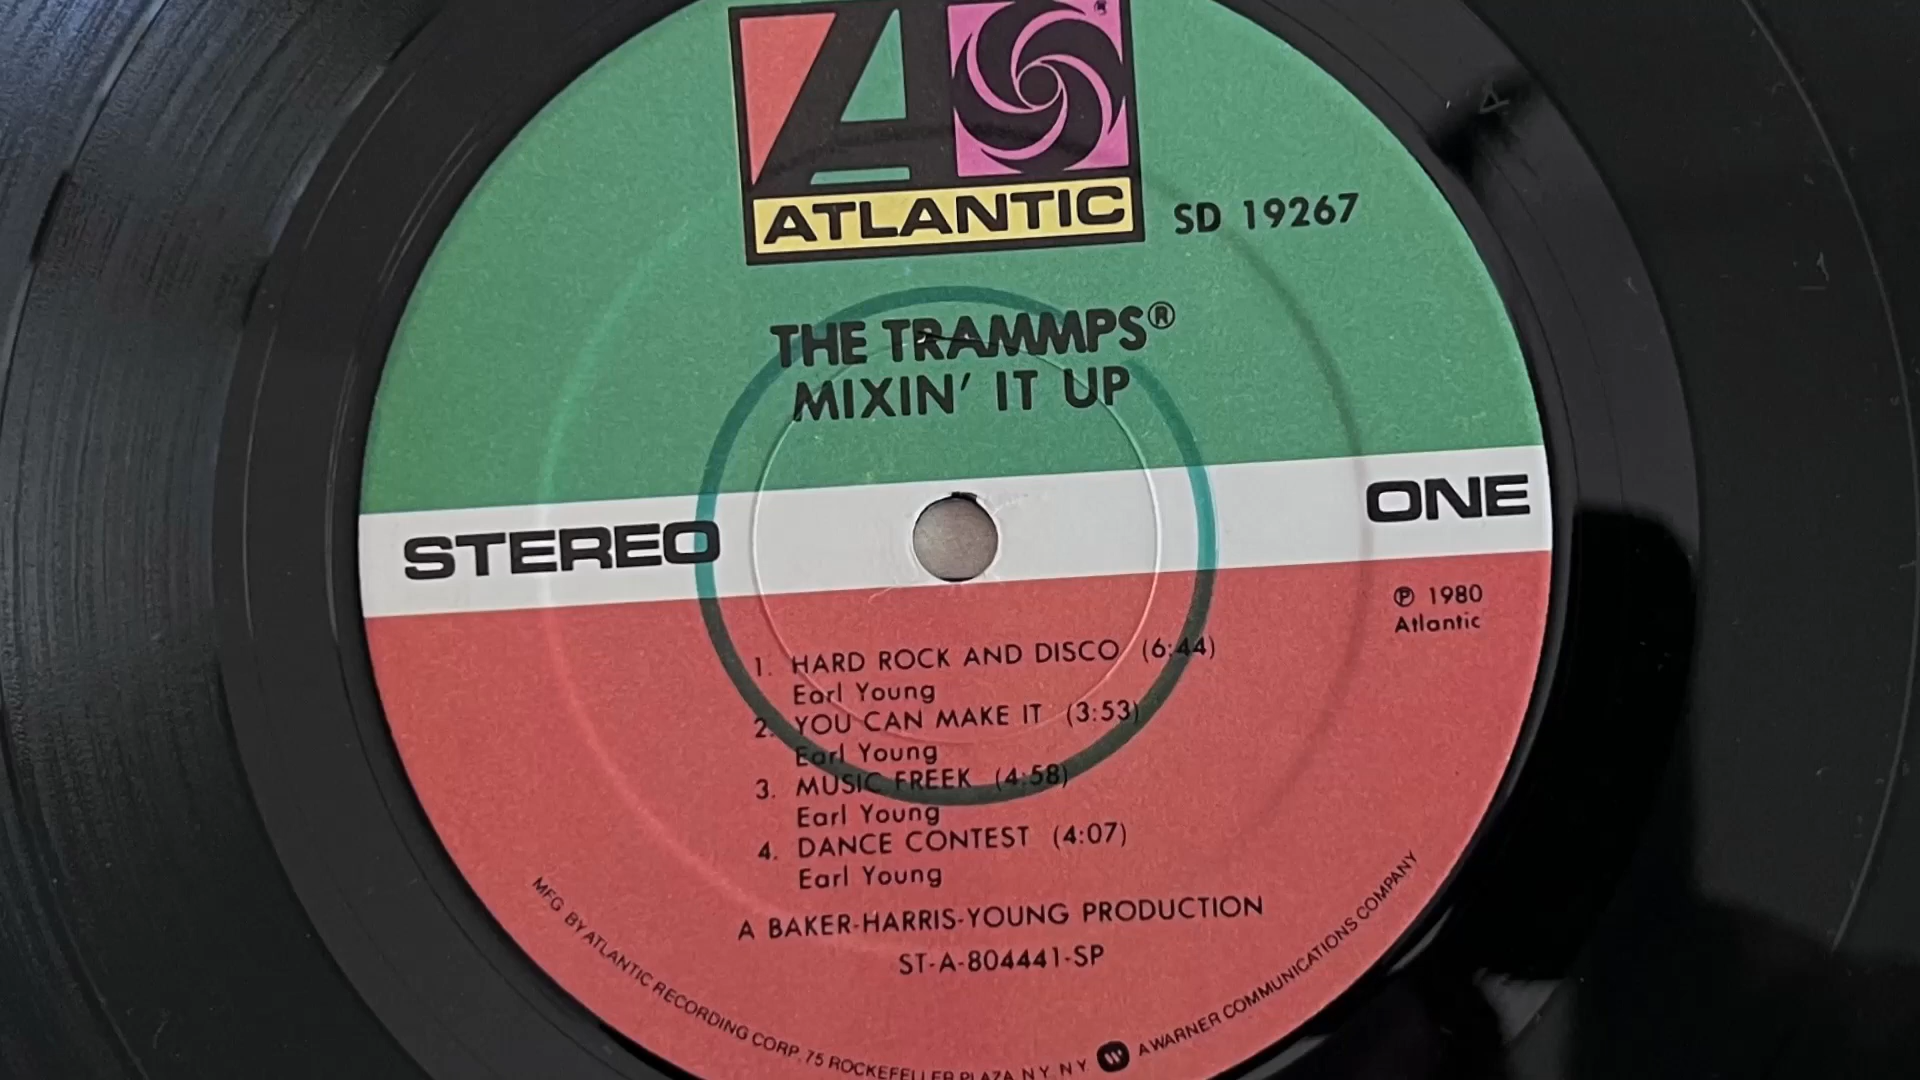 ATLANTIC
SD 19267
THE TRAMMPS®
MIXIN' IT UP
STEREO
ONE
℗ 1980
Atlantic
1. HARD ROCK AND DISCO (6:44)
Earl Young
2. YOU CAN MAKE IT (3:53)
Earl Young
3. MUSIC FREEK (4:58)
Earl Young
4. DANCE CONTEST (4:07)
Earl Young
A BAKER-HARRIS-YOUNG PRODUCTION
ST-A-804441-SP
MFG BY ATLANTIC RECORDING CORP. 75 ROCKEFELLER PLAZA N.Y. N.Y. A WARNER COMMUNICATIONS COMPANY